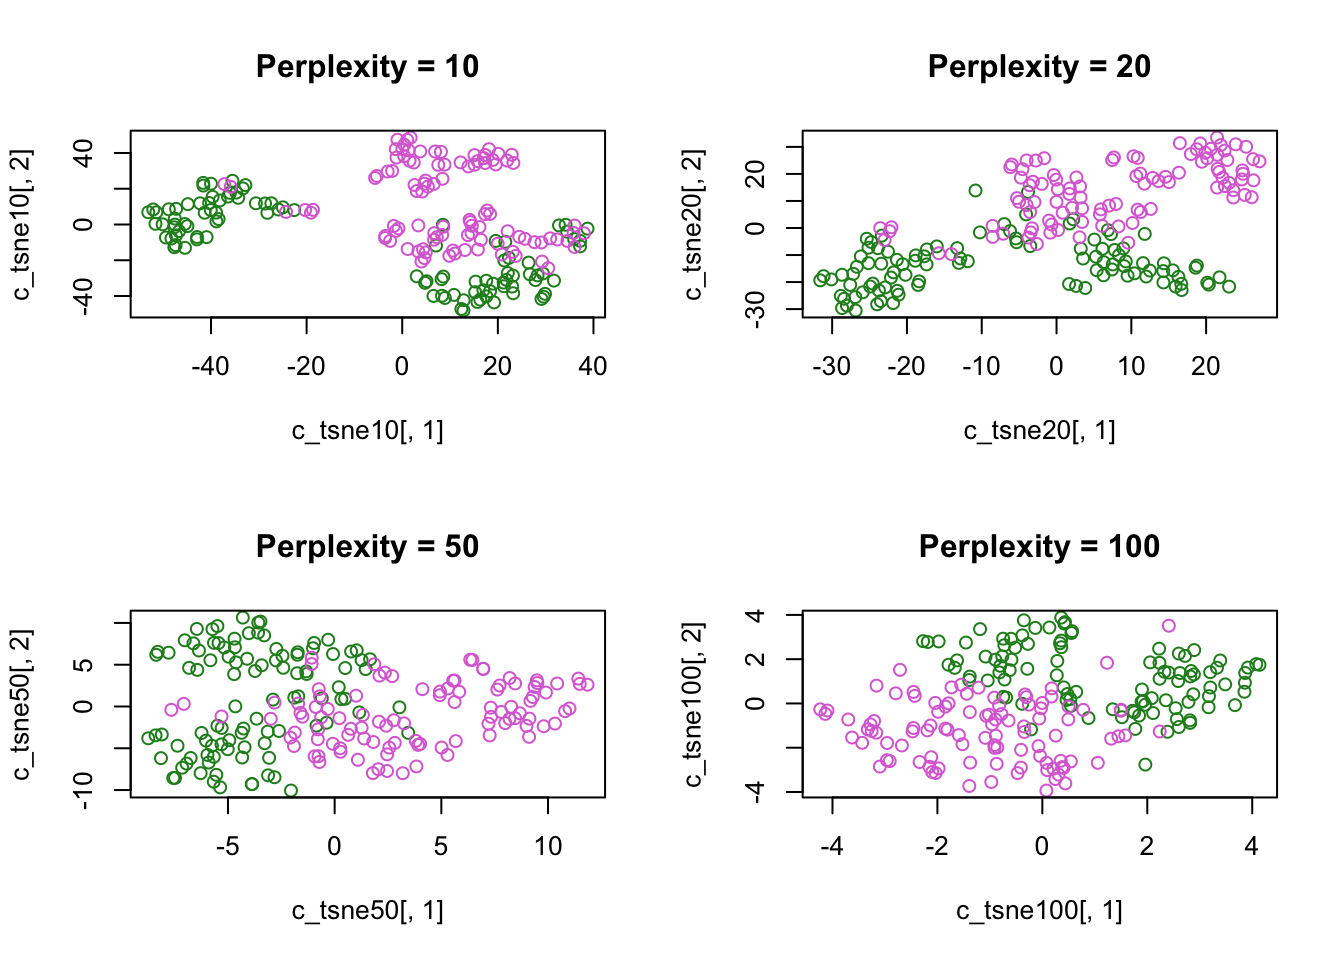 Perplexity = 10
c_tsne10[, 2]
40
0
-40
-40
-20
0
20
40
c_tsne10[, 1]
Perplexity = 20
c_tsne20[, 2]
20
0
-30
-30
-20
-10
0
10
20
c_tsne20[, 1]
Perplexity = 50
c_tsne50[, 2]
5
0
-10
-5
0
5
10
c_tsne50[, 1]
Perplexity = 100
c_tsne100[, 2]
4
2
0
-4
-4
-2
0
2
4
c_tsne100[, 1]